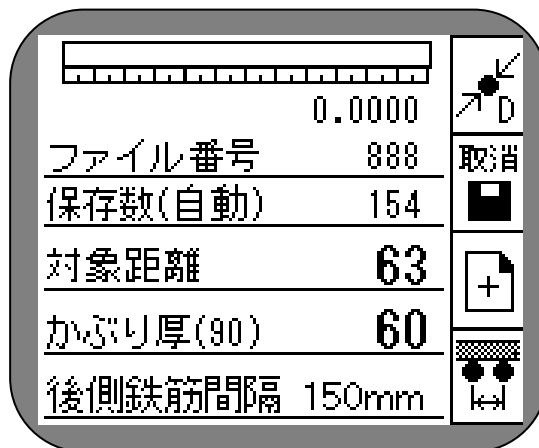 0.0000
D
ファイル番号 888
取消
保存数(自動) 154
対象距離 63
かぶり厚(90) 60
後側鉄筋間隔 150mm